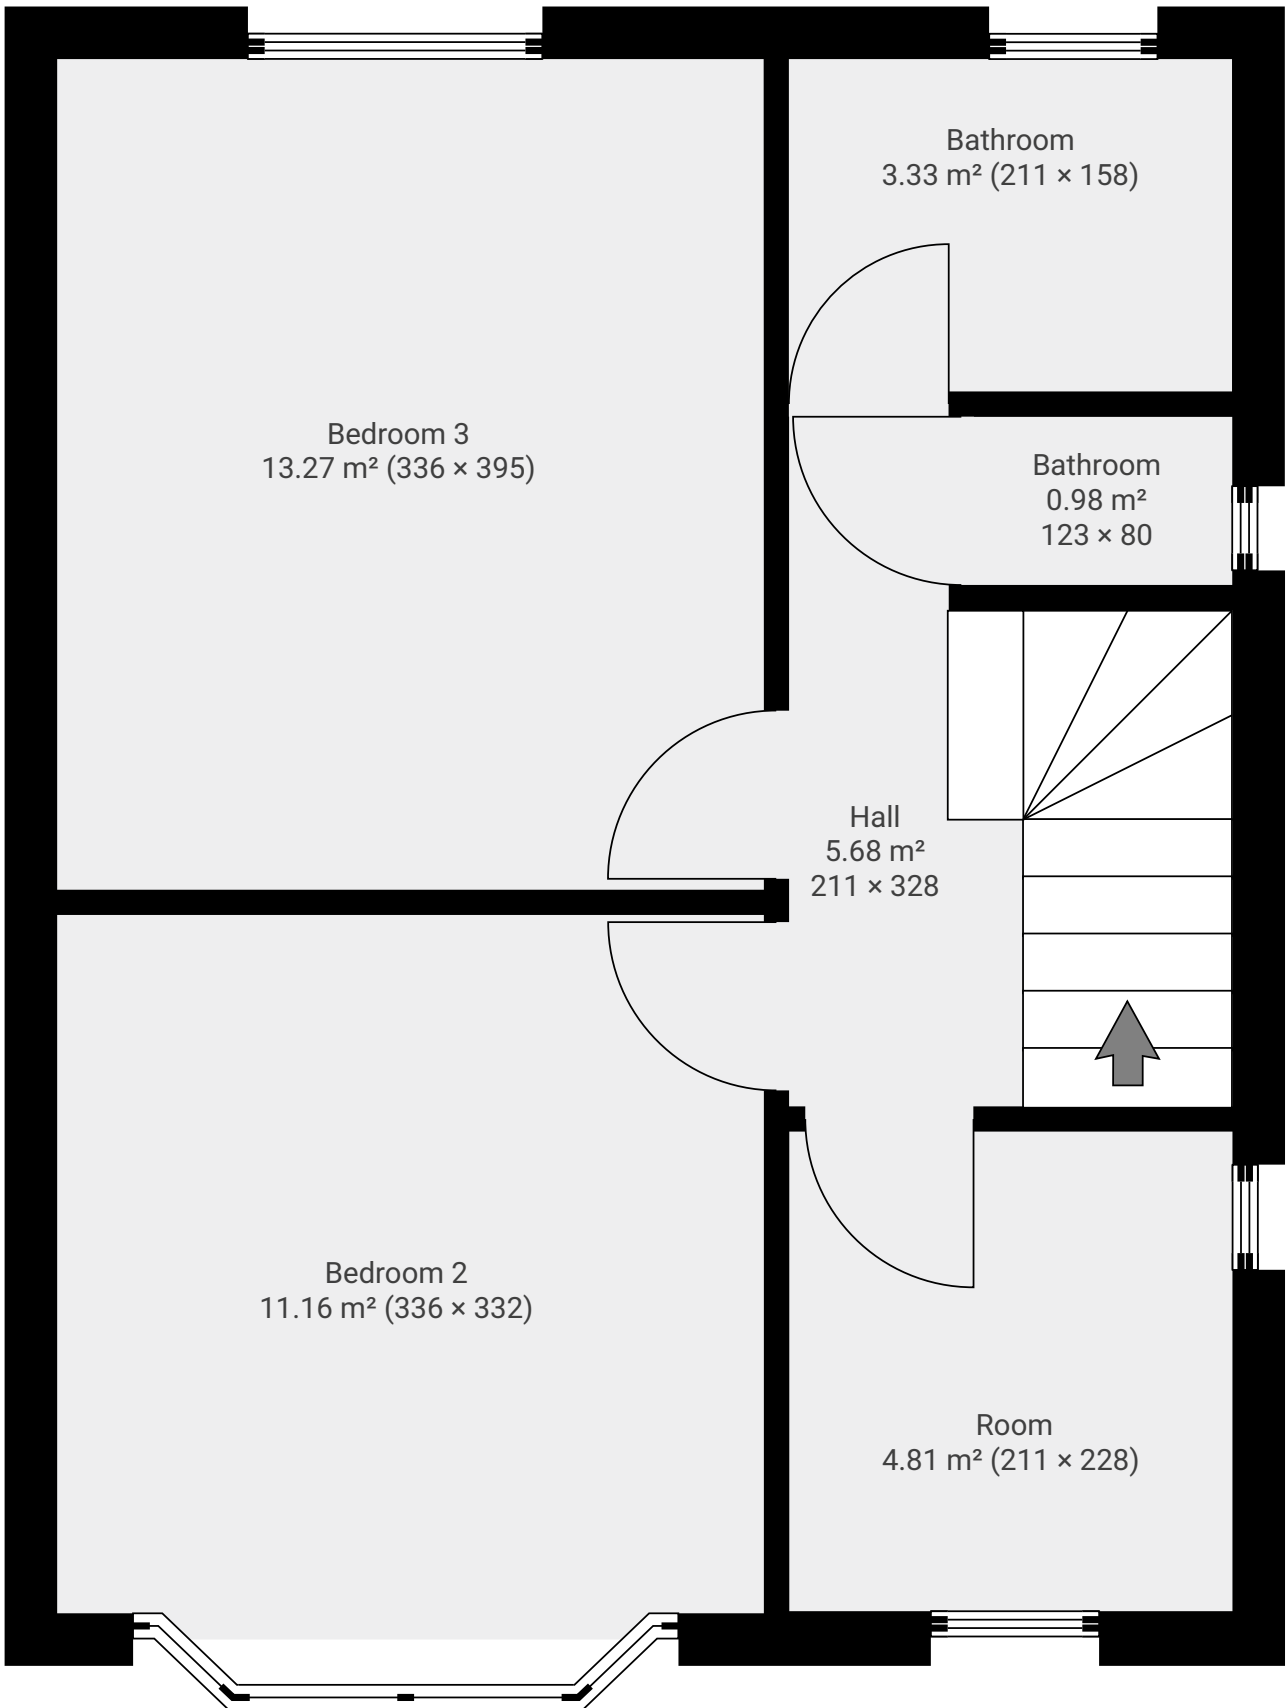 Bathroom
3.33 m² (211 × 158)
Bedroom 3
13.27 m² (336 × 395)
Bathroom
0.98 m²
123 × 80
Hall
5.68 m²
211 × 328
Bedroom 2
11.16 m² (336 × 332)
Room
4.81 m² (211 × 228)